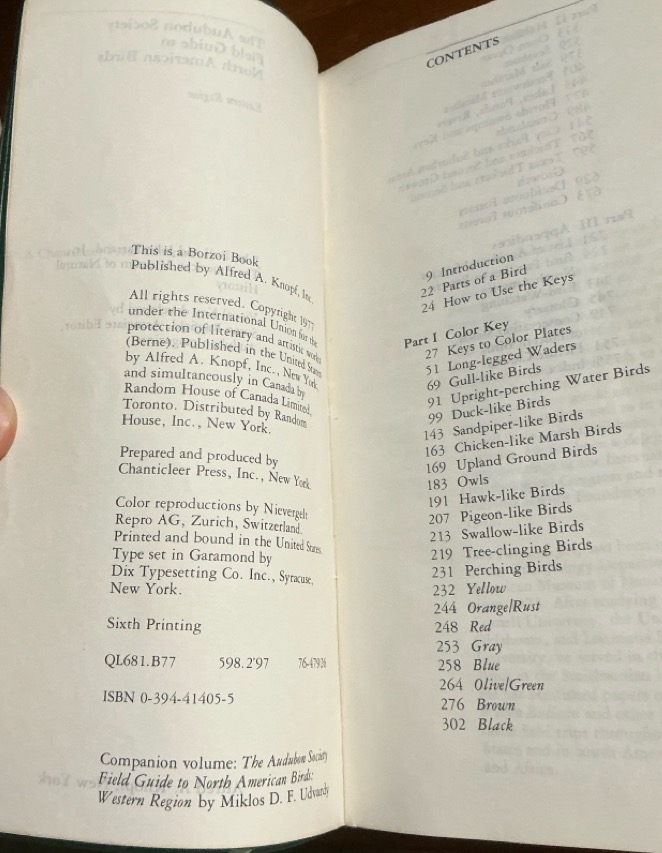 This is a Borzoi Book
Published by Alfred A. Knopf, Inc.
All rights reserved. Copyright 1977
under the International Union for the
protection of literary and artistic works
(Berne). Published in the United States
by Alfred A. Knopf, Inc., New York,
and simultaneously in Canada by
Random House of Canada Limited,
Toronto. Distributed by Random
House, Inc., New York.
Prepared and produced by
Chanticleer Press, Inc., New York
Color reproductions by Nievergelt
Repro AG, Zurich, Switzerland.
Printed and bound in the United States
Type set in Garamond by
Dix Typesetting Co. Inc., Syracuse,
New York.
Sixth Printing
QL681.B77 598.2'97 76-47926
ISBN 0-394-41405-5
Companion volume: The Audubon Society
Field Guide to North American Birds:
Western Region by Miklos D. F. Udvardy
CONTENTS
9 Introduction
22 Parts of a Bird
24 How to Use the Keys
Part I Color Key
27 Keys to Color Plates
51 Long-legged Waders
69 Gull-like Birds
91 Upright-perching Water Birds
99 Duck-like Birds
143 Sandpiper-like Birds
163 Chicken-like Marsh Birds
169 Upland Ground Birds
183 Owls
191 Hawk-like Birds
207 Pigeon-like Birds
213 Swallow-like Birds
219 Tree-clinging Birds
231 Perching Birds
232 Yellow
244 Orange/Rust
248 Red
253 Gray
258 Blue
264 Olive/Green
276 Brown
302 Black